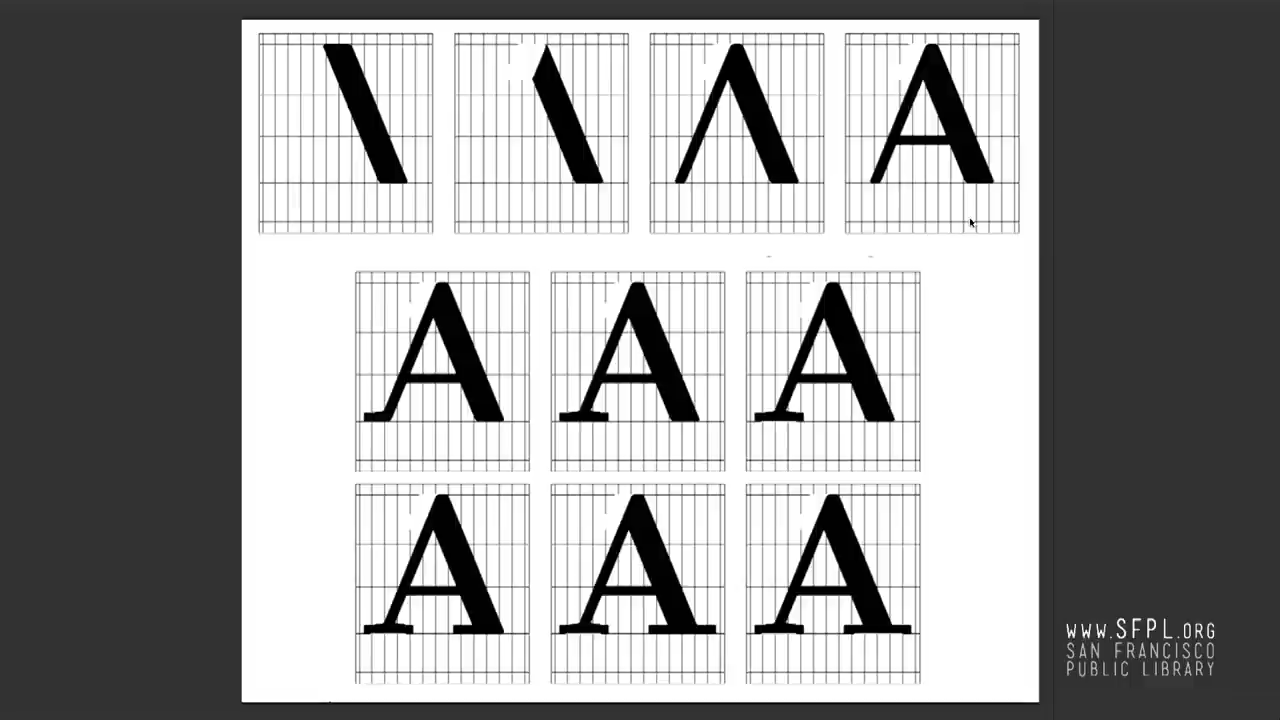 A
A A A
A A A
www.SFPL.ORG
SAN FRANCISCO
PUBLIC LIBRARY